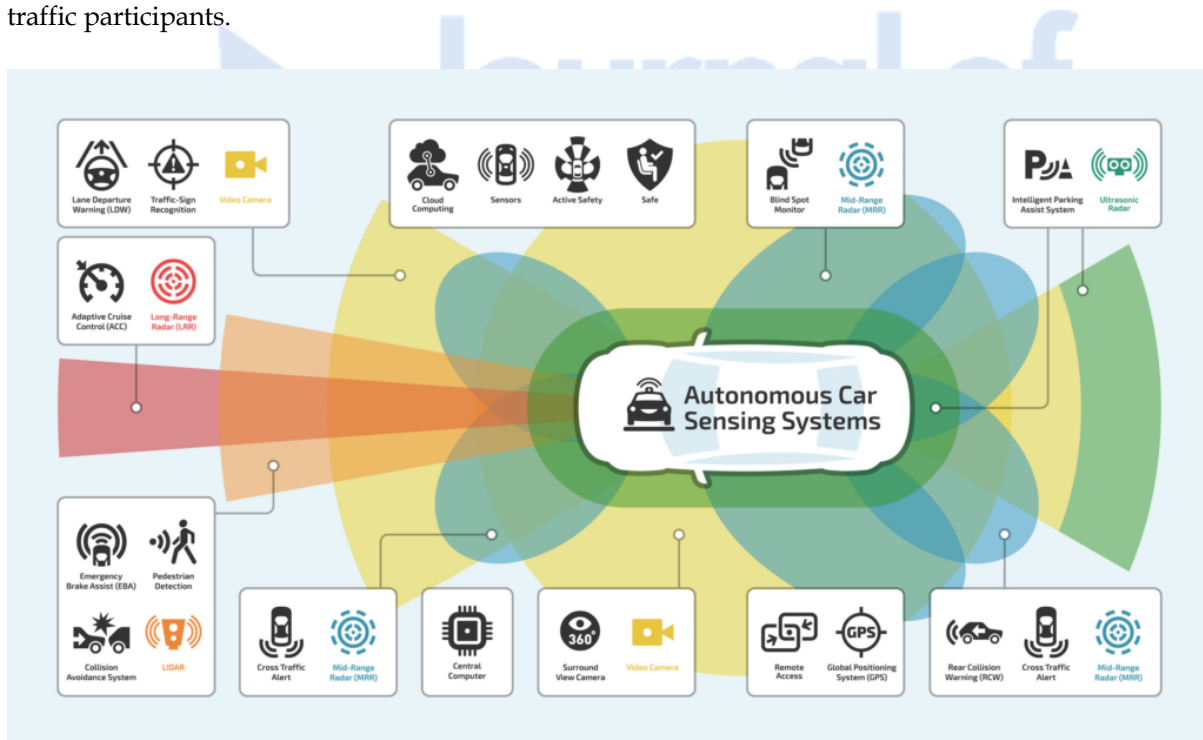 traffic participants.
Journal of
Lane Departure
Warning (LDW)
Traffic-Sign
Recognition
Video Camera
Cloud
Computing
Sensors
Active Safety
Safe
Blind Spot
Monitor
Mid-Range
Radar (MRR)
P
Intelligent Parking
Assist System
Ultrasonic
Radar
Adaptive Cruise
Control (ACC)
Long-Range
Radar (LRR)
Autonomous Car
Sensing Systems
Emergency
Brake Assist (EBA)
Pedestrian
Detection
Collision
Avoidance System
LIDAR
Cross Traffic
Alert
Mid-Range
Radar (MRR)
Central
Computer
360°
Surround
View Camera
Video Camera
Remote
Access
GPS
Global Positioning
System (GPS)
Rear Collision
Warning (RCW)
Cross Traffic
Alert
Mid-Range
Radar (MRR)